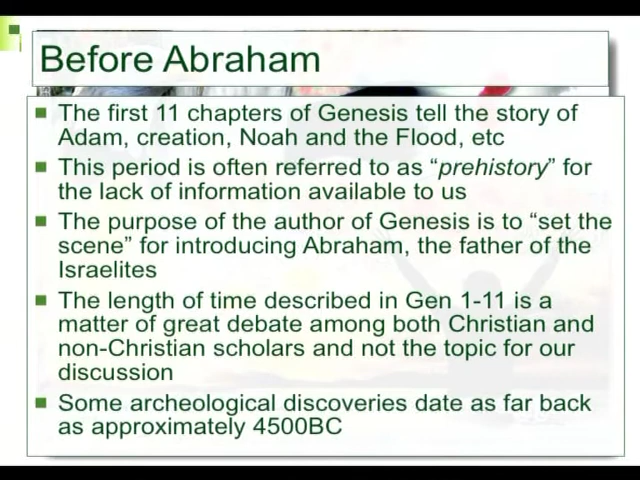 Before Abraham
The first 11 chapters of Genesis tell the story of
Adam, creation, Noah and the Flood, etc
This period is often referred to as “prehistory” for
the lack of information available to us
The purpose of the author of Genesis is to “set the
scene” for introducing Abraham, the father of the
Israelites
The length of time described in Gen 1-11 is a
matter of great debate among both Christian and
non-Christian scholars and not the topic for our
discussion
Some archeological discoveries date as far back
as approximately 4500BC